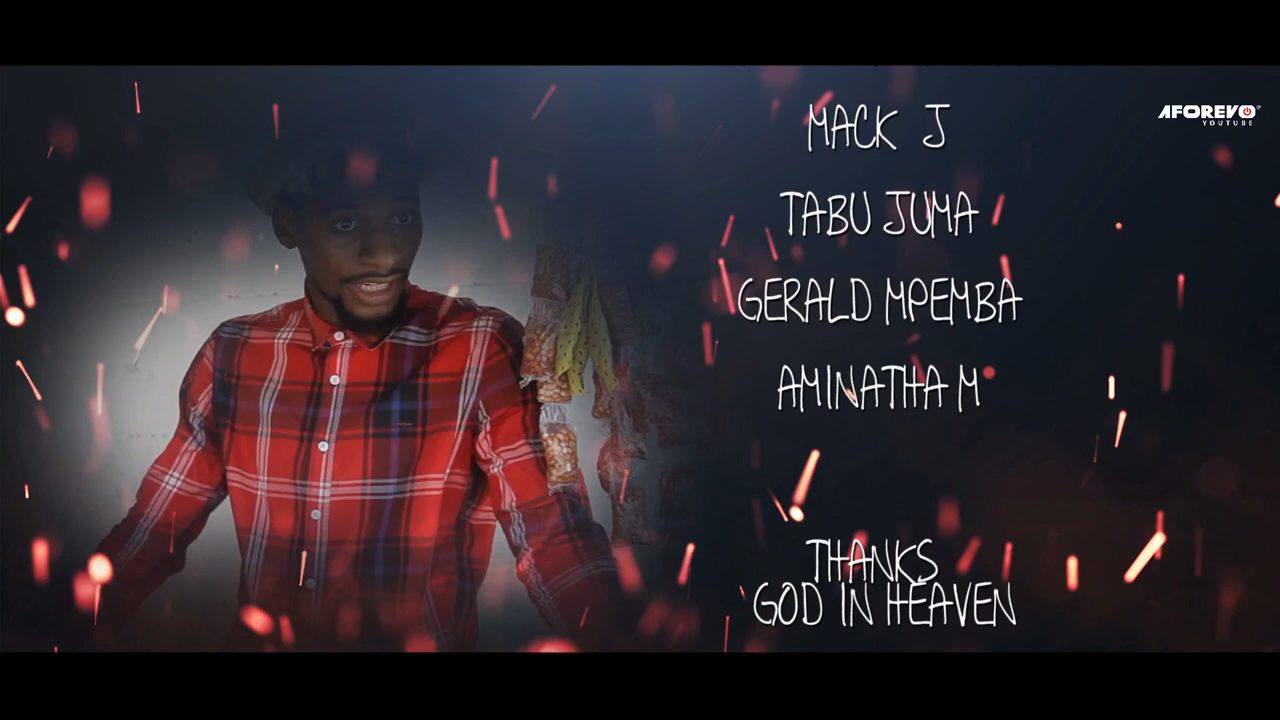 AFOREVO
YOUTUBE
MACK J
TABU JUMA
GERALD MPEMBA
AMINATHA M
THANKS
GOD IN HEAVEN